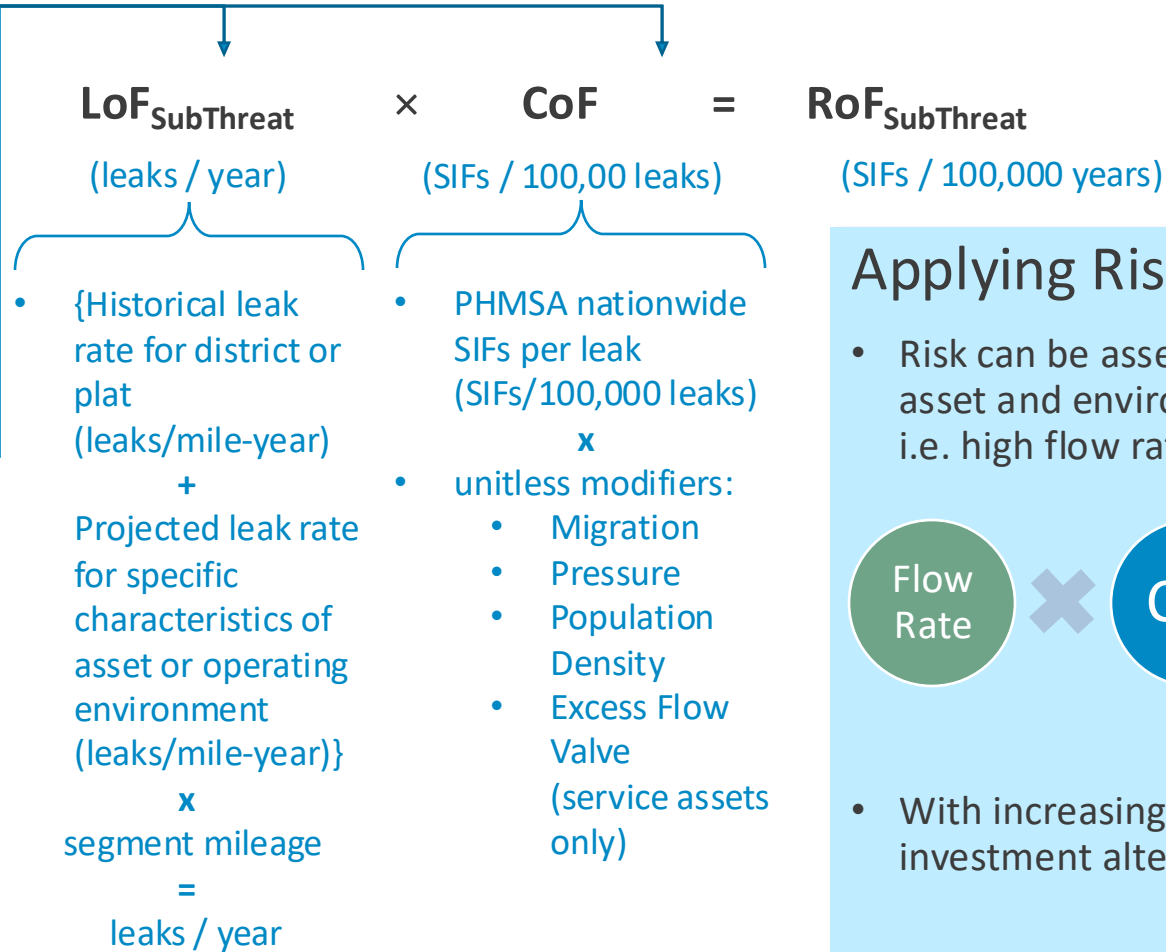 LoF_SubThreat × CoF = RoF_SubThreat
(leaks / year) (SIFs / 100,00 leaks) (SIFs / 100,000 years)
• {Historical leak
rate for district or
plat
(leaks/mile-year)
+
Projected leak rate
for specific
characteristics of
asset or operating
environment
(leaks/mile-year)}
x
segment mileage
=
leaks / year
• PHMSA nationwide
SIFs per leak
(SIFs/100,000 leaks)
x
• unitless modifiers:
• Migration
• Pressure
• Population
Density
• Excess Flow
Valve
(service assets
only)
Applying Ris
• Risk can be asse
asset and enviro
i.e. high flow rat
Flow
Rate
• With increasing
investment alte